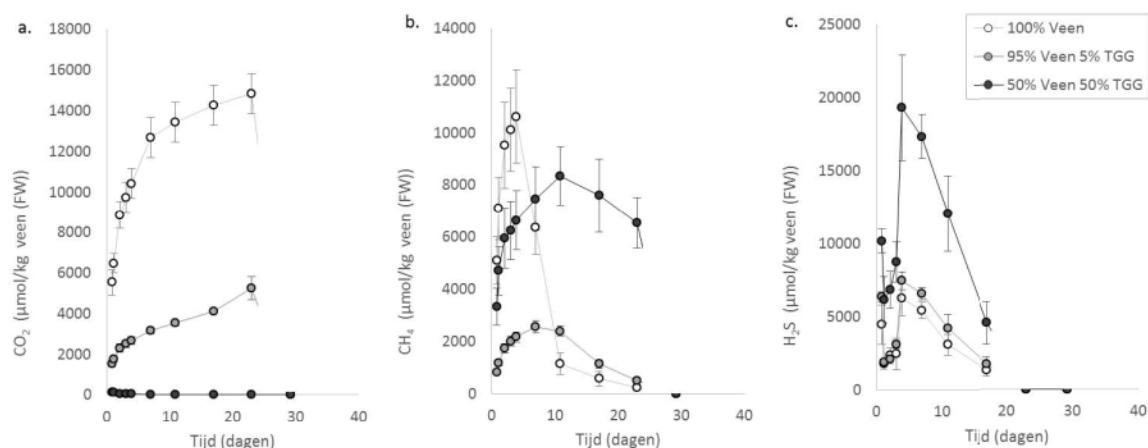 a.
18000
16000
14000
12000
10000
8000
6000
4000
2000
0
0 10 20 30 40
CO₂ (µmol/kg veen (FW))
Tijd (dagen)
b.
14000
12000
10000
8000
6000
4000
2000
0
0 10 20 30 40
CH₄ (µmol/kg veen (FW))
Tijd (dagen)
c.
25000
20000
15000
10000
5000
0
0 10 20 30 40
H₂S (µmol/kg veen (FW))
Tijd (dagen)
100% Veen
95% Veen 5% TGG
50% Veen 50% TGG